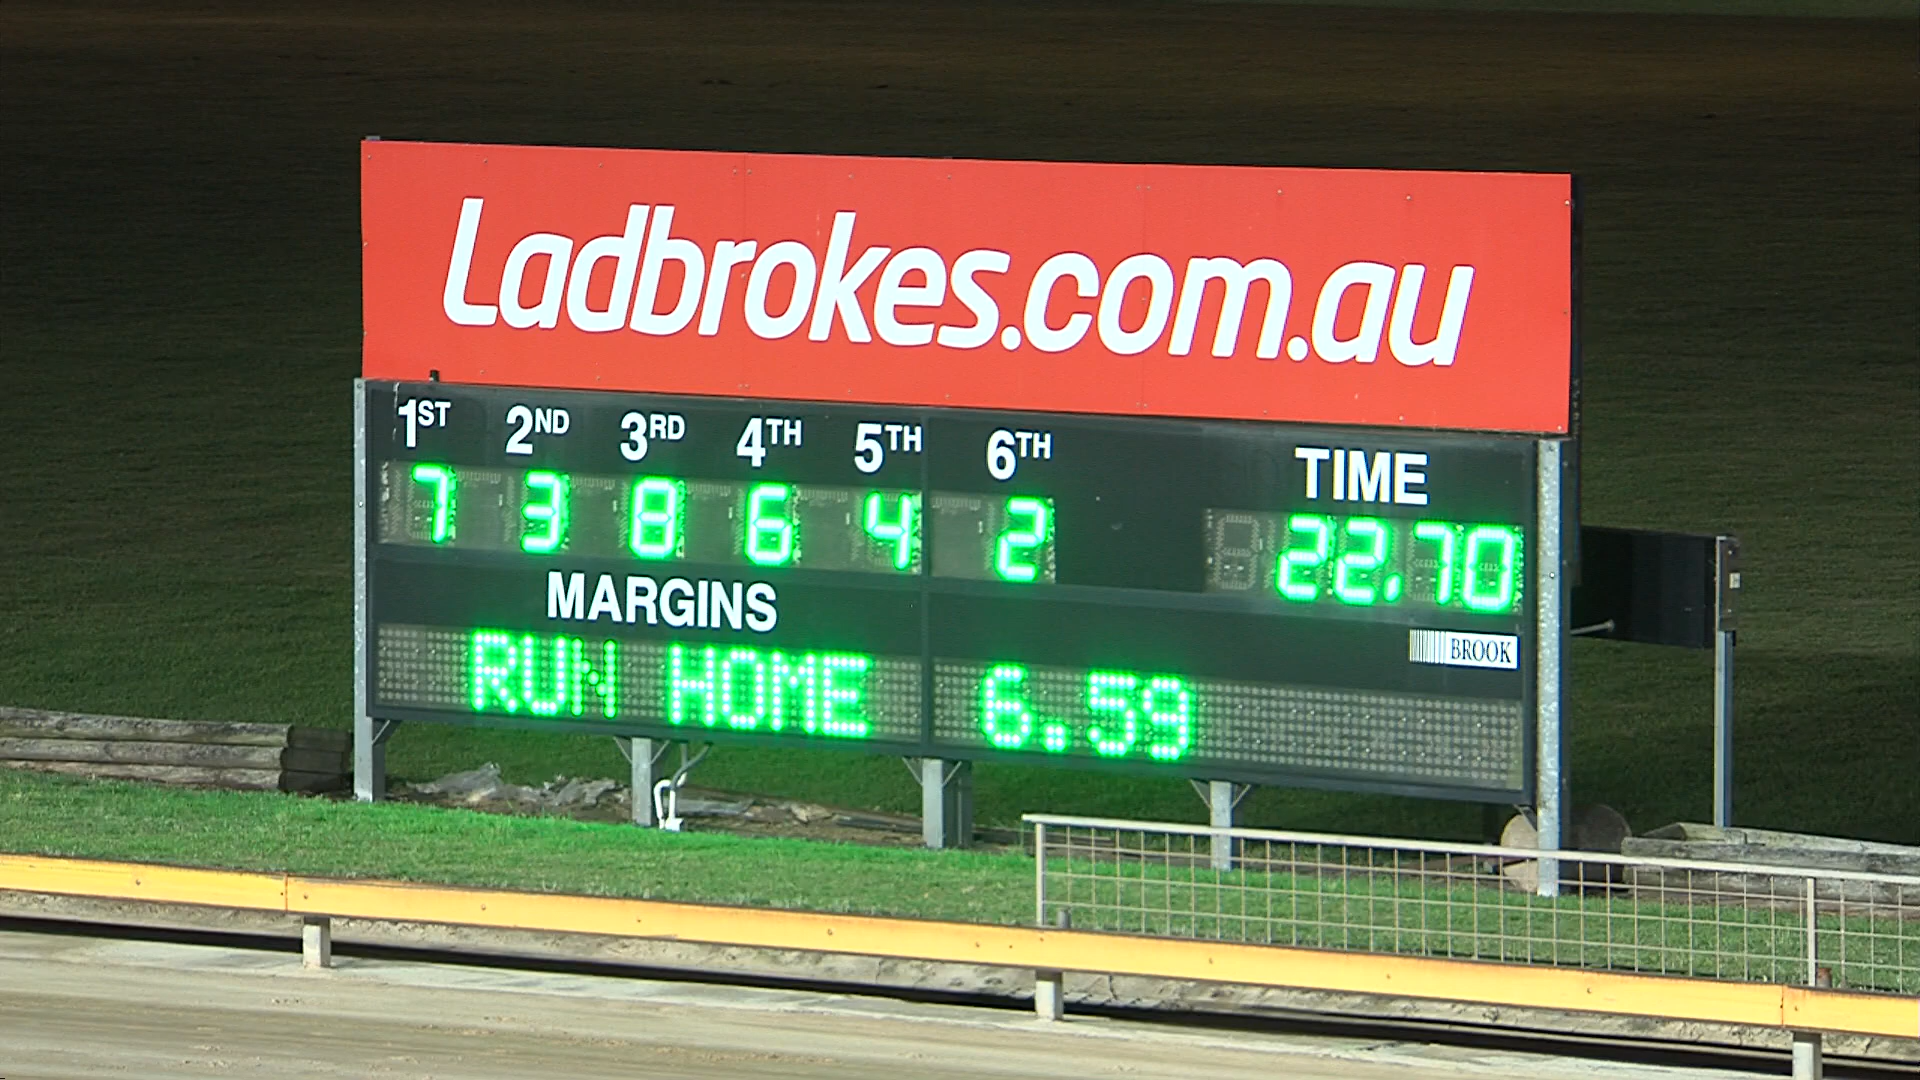 Ladbrokes.com.au
1ST 2ND 3RD 4TH 5TH 6TH TIME
7 3 8 6 4 2 22.70
MARGINS
BROOK
RUN HOME 6.59